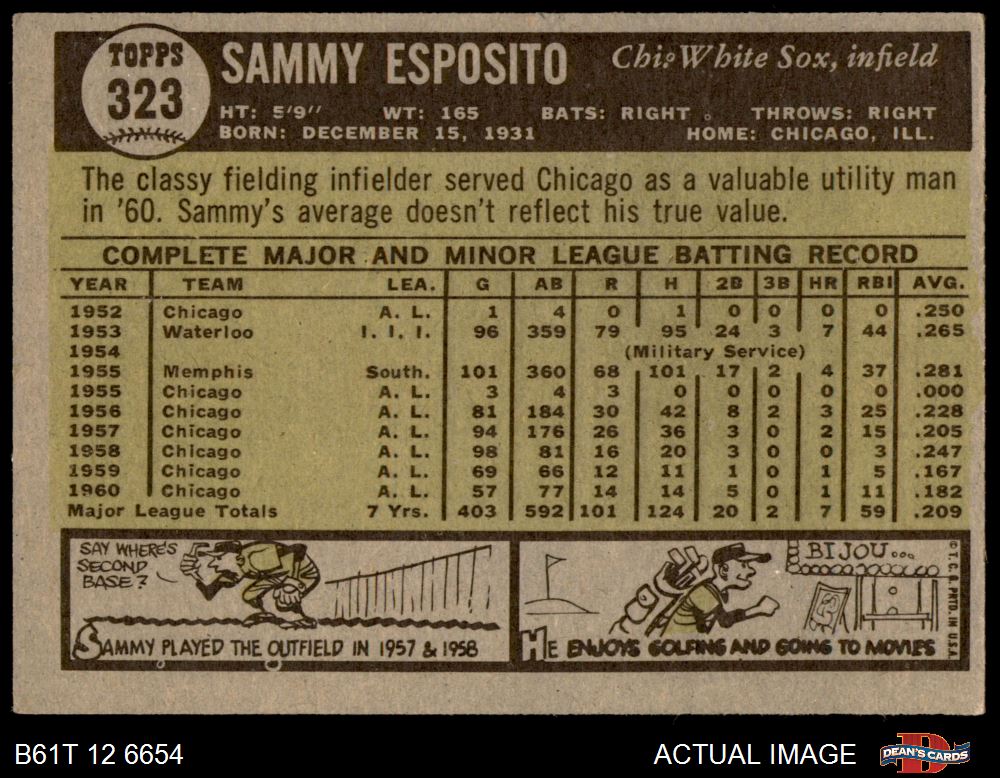 TOPPS
323
SAMMY ESPOSITO
Chi. White Sox, infield
HT: 5'9" WT: 165 BATS: RIGHT THROWS: RIGHT
BORN: DECEMBER 15, 1931 HOME: CHICAGO, ILL.
The classy fielding infielder served Chicago as a valuable utility man
in '60. Sammy's average doesn't reflect his true value.
COMPLETE MAJOR AND MINOR LEAGUE BATTING RECORD
YEAR TEAM LEA. G AB R H 2B 3B HR RBI AVG.
1952 Chicago A. L. 1 4 0 1 0 0 0 0 .250
1953 Waterloo I. I. I. 96 359 79 95 24 3 7 44 .265
1954 (Military Service)
1955 Memphis South. 101 360 68 101 17 2 4 37 .281
1955 Chicago A. L. 3 4 3 0 0 0 0 0 .000
1956 Chicago A. L. 81 184 30 42 8 2 3 25 .228
1957 Chicago A. L. 94 176 26 36 3 0 2 15 .205
1958 Chicago A. L. 98 81 16 20 3 0 0 3 .247
1959 Chicago A. L. 69 66 12 11 1 0 1 5 .167
1960 Chicago A. L. 57 77 14 14 5 0 1 11 .182
Major League Totals 7 Yrs. 403 592 101 124 20 2 7 59 .209
SAY WHERE'S
SECOND
BASE?
SAMMY PLAYED THE OUTFIELD IN 1957 & 1958
BIJOU...
HE ENJOYS GOLFING AND GOING TO MOVIES
© T. C. G. PRTD. IN U.S.A.
B61T 12 6654
ACTUAL IMAGE
DEAN'S CARDS